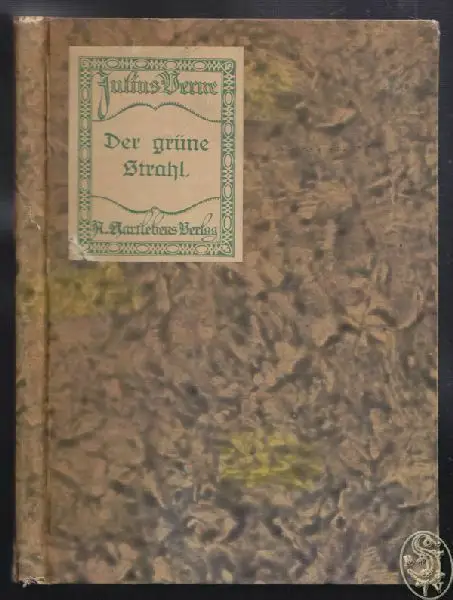 Julius Verne
Der grüne
Strahl.
A. Hartlebens Verlag